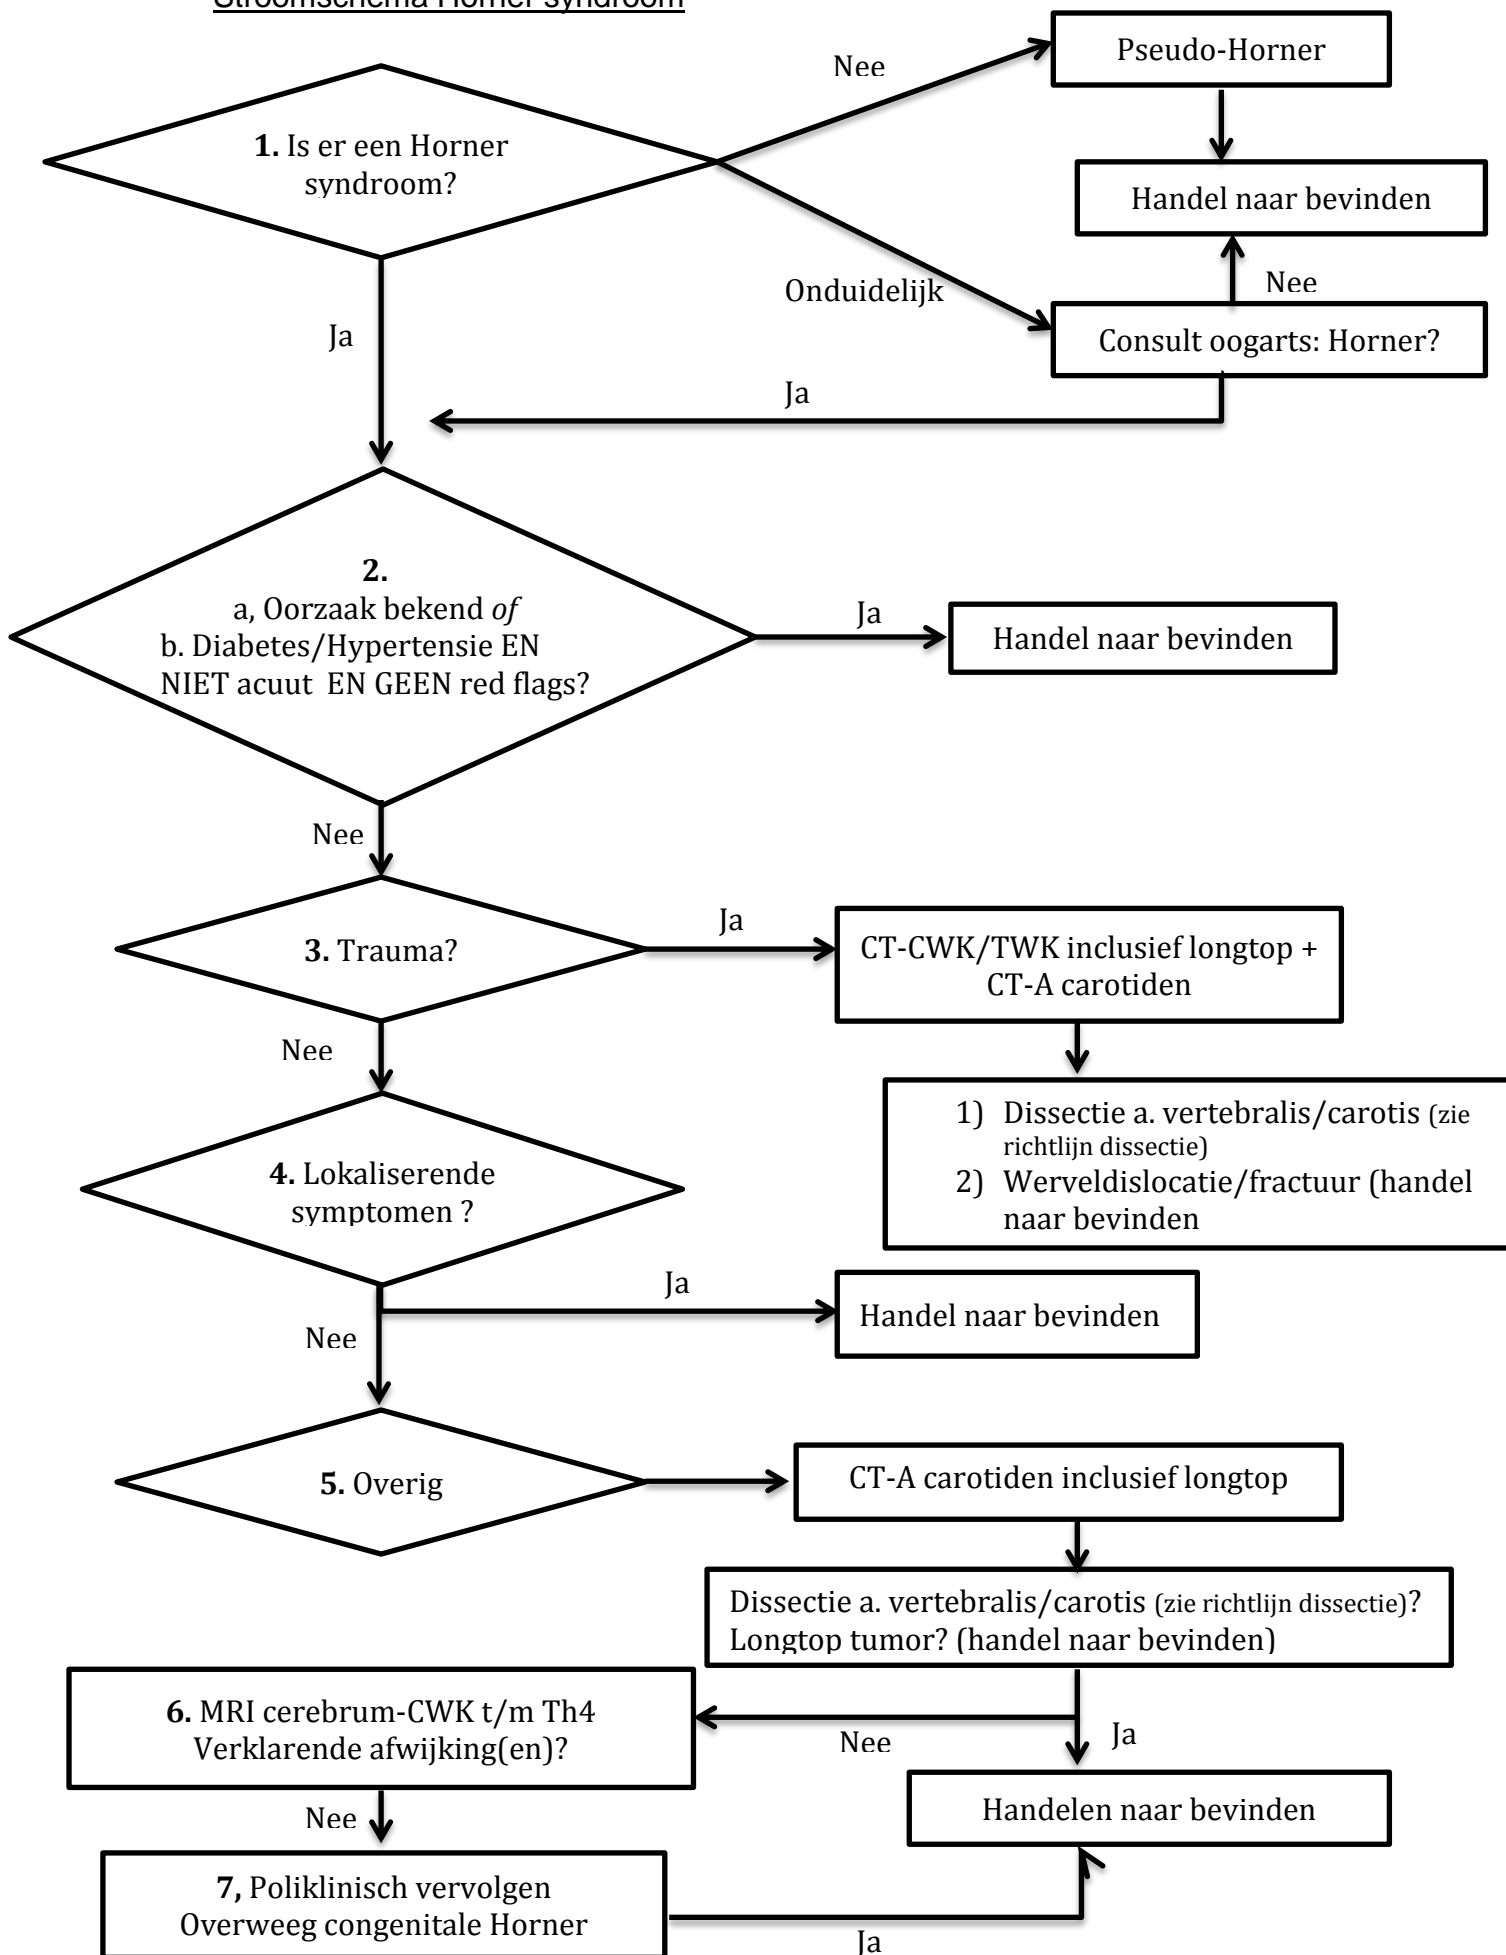 Stroomschema Horner syndroom
Nee
Pseudo-Horner
1. Is er een Horner
syndroom?
Handel naar bevinden
Onduidelijk
Nee
Ja
Consult oogarts: Horner?
Ja
2.
a, Oorzaak bekend of
b. Diabetes/Hypertensie EN
NIET acuut EN GEEN red flags?
Ja
Handel naar bevinden
Nee
3. Trauma?
Ja
CT-CWK/TWK inclusief longtop +
CT-A carotiden
Nee
1) Dissectie a. vertebralis/carotis (zie
richtlijn dissectie)
2) Werveldislocatie/fractuur (handel
naar bevinden
4. Lokaliserende
symptomen ?
Ja
Handel naar bevinden
Nee
5. Overig
CT-A carotiden inclusief longtop
Dissectie a. vertebralis/carotis (zie richtlijn dissectie)?
Longtop tumor? (handel naar bevinden)
6. MRI cerebrum-CWK t/m Th4
Verklarende afwijking(en)?
Nee
Ja
Handelen naar bevinden
Nee
7, Poliklinisch vervolgen
Overweeg congenitale Horner
Ja